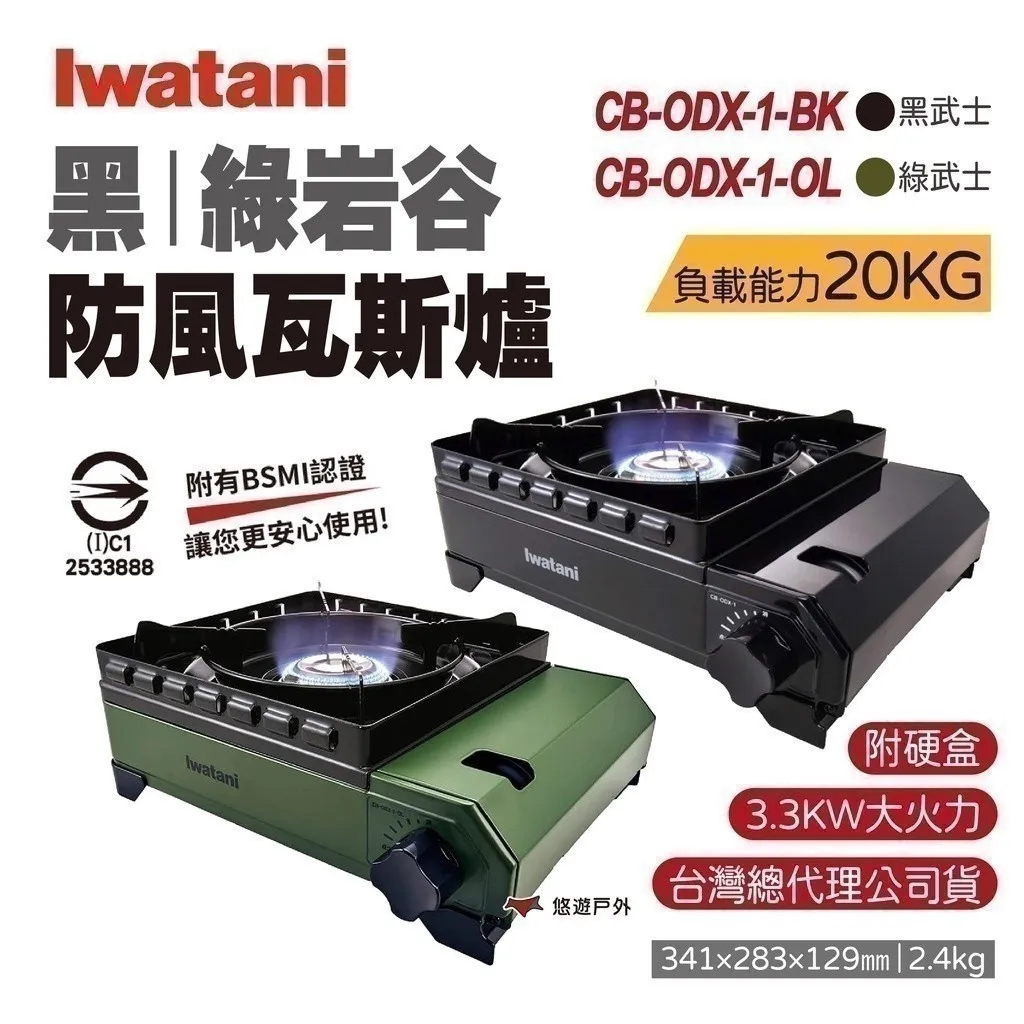 Iwatani
CB-ODX-1-BK ●黑武士
CB-ODX-1-OL ●綠武士
黑|綠岩谷
防風瓦斯爐
負載能力20KG
附有BSMI認證
讓您更安心使用!
(I)C1
2533888
Iwatani
CB-ODX-1
Iwatani
CB-ODX-1-OL
附硬盒
3.3KW大火力
台灣總代理公司貨
悠遊戶外
341×283×129mm|2.4kg